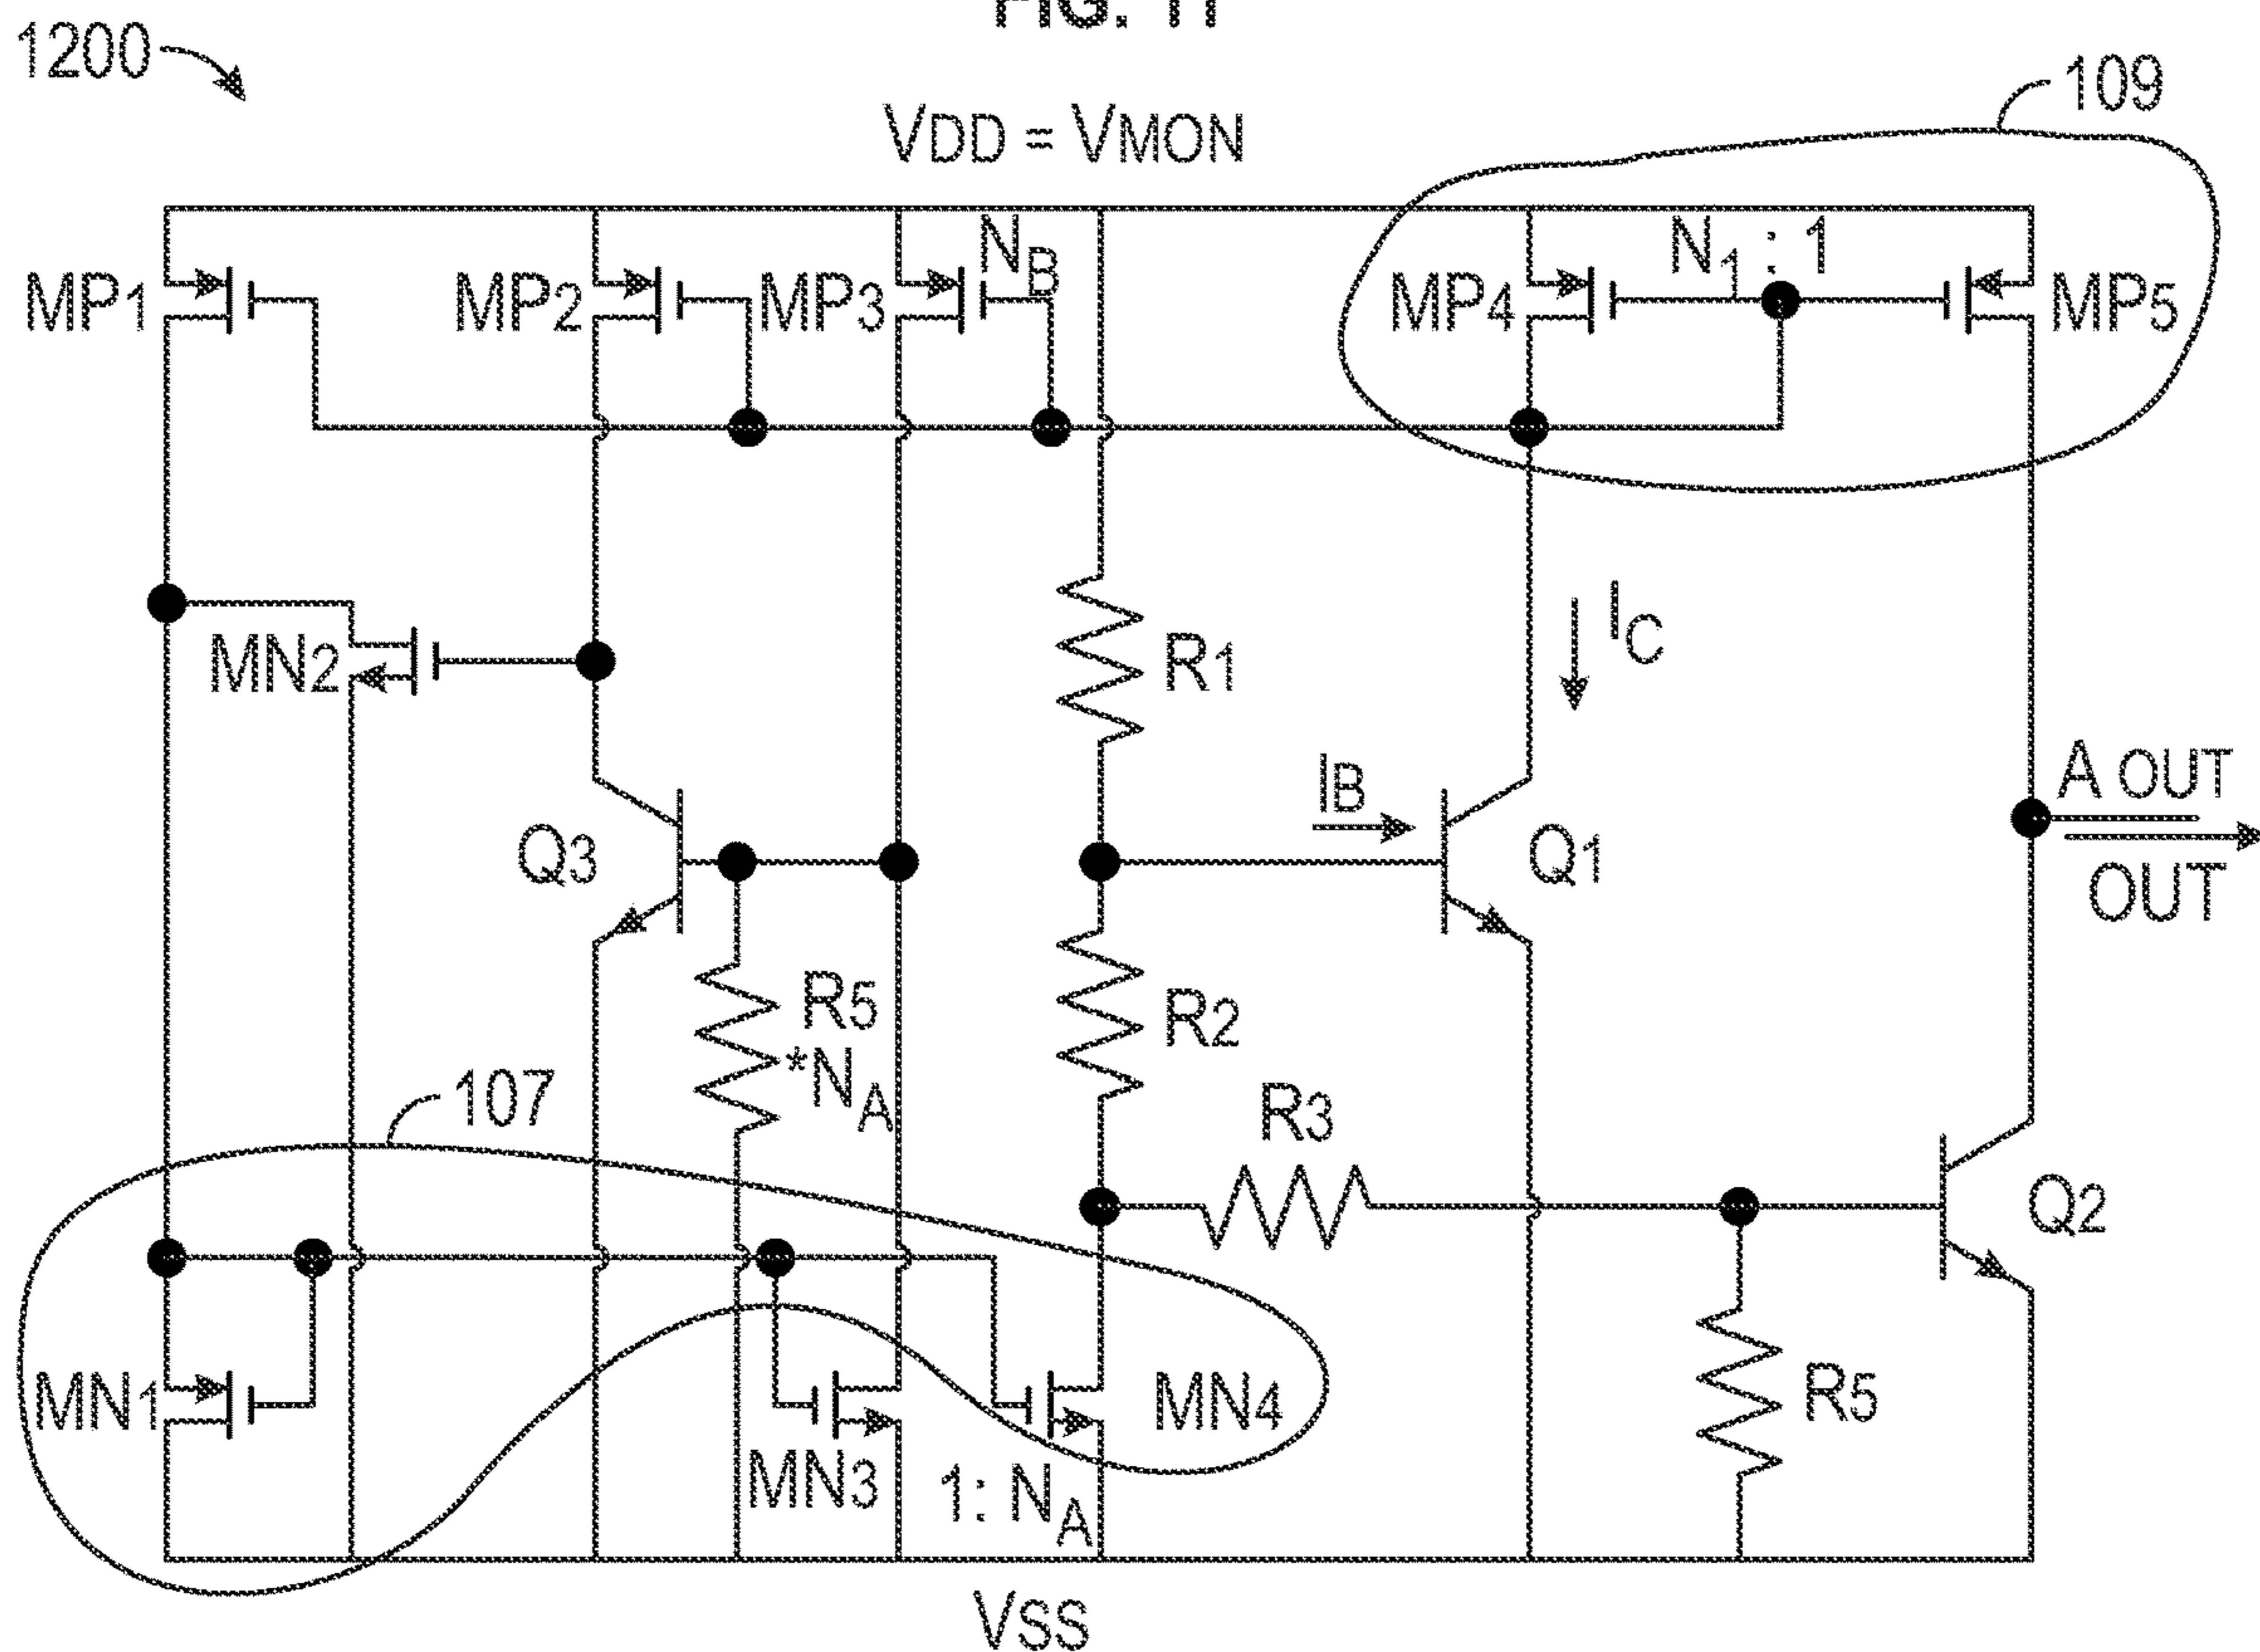 FIG. 11
1200
109
VDD = VMON
NB
N1 : 1
MP1
MP2
MP3
MP4
MP5
MN2
R1
IC
IB
A OUT
OUT
Q3
Q1
R5
*NA
R2
107
R3
Q2
MN1
MN3
1: NA
MN4
R5
VSS